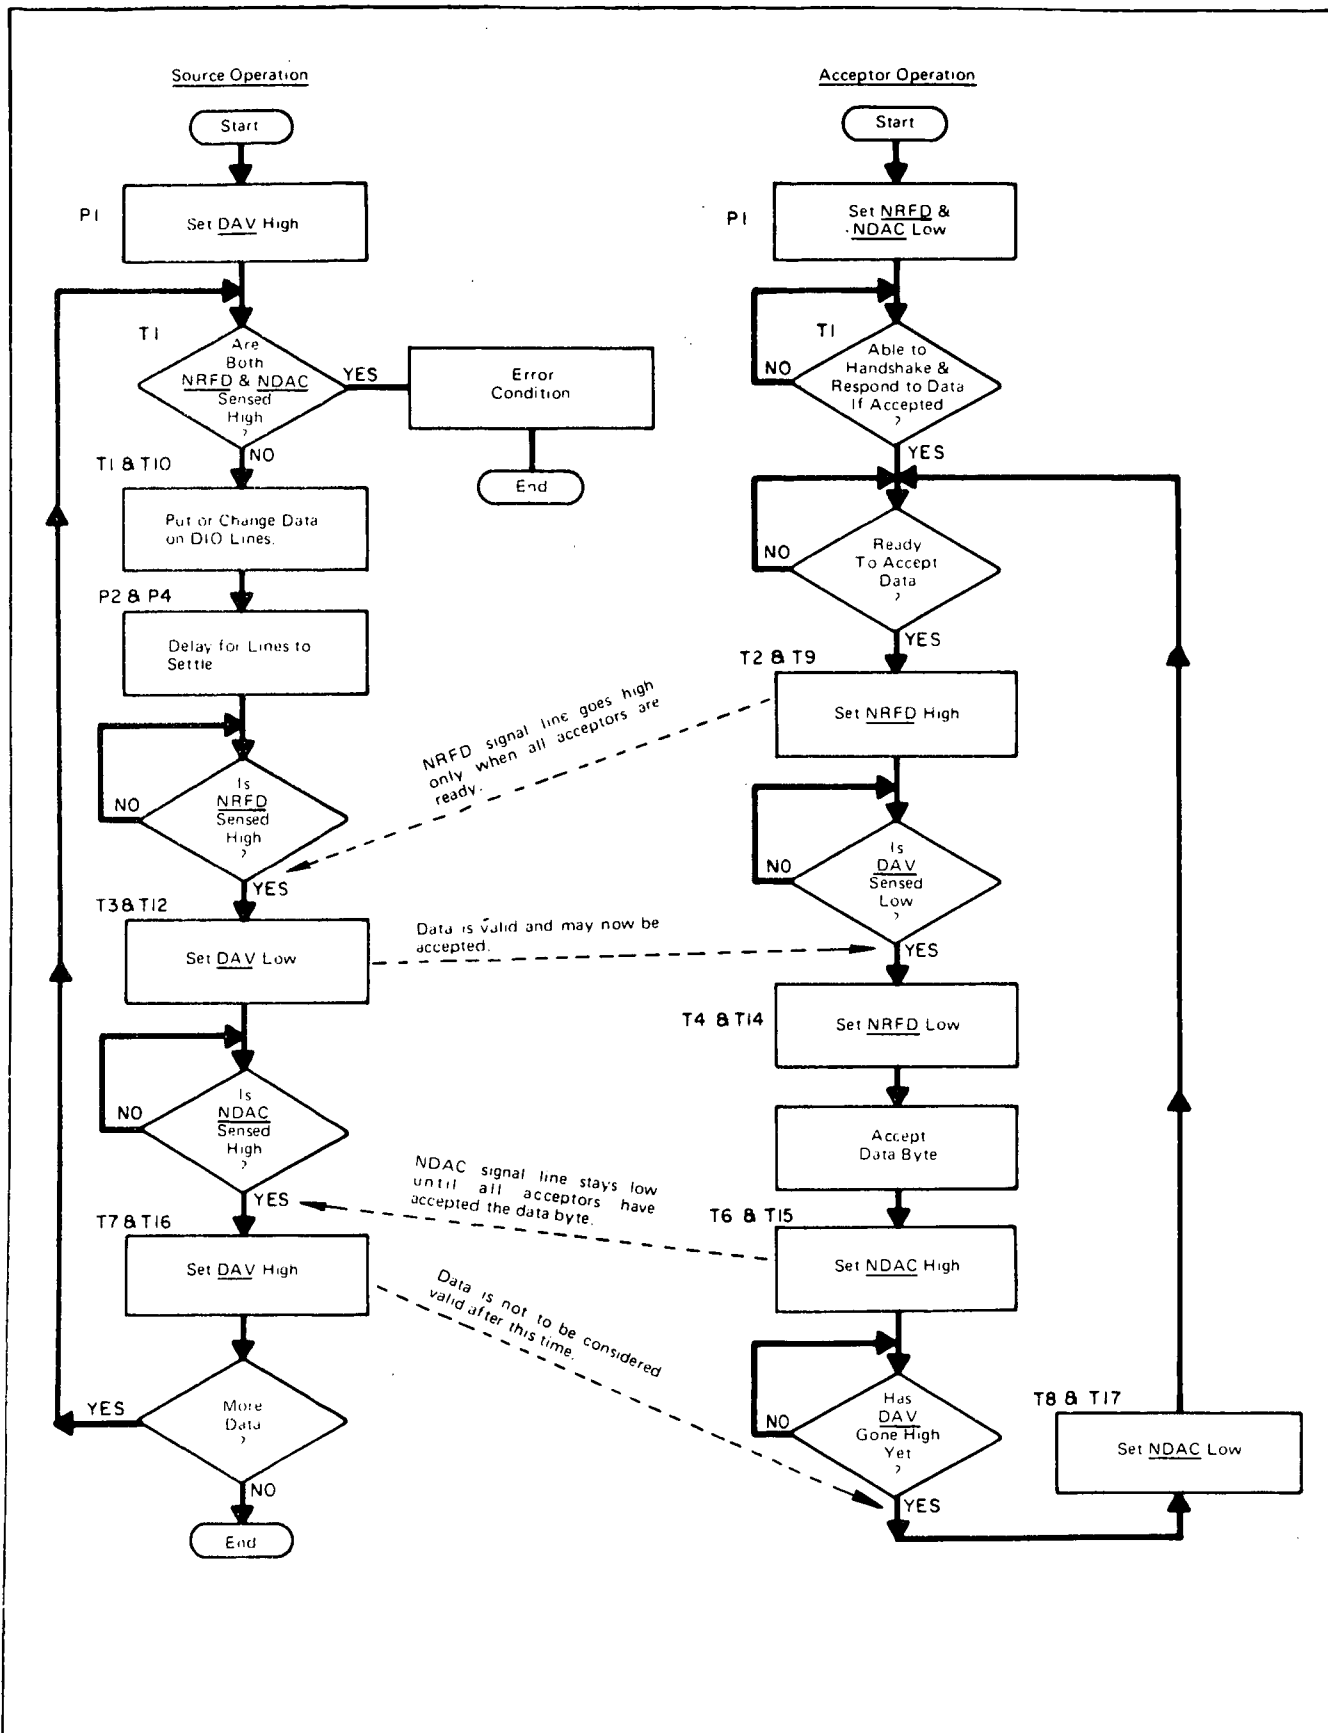 Source Operation
Start
P1
Set DAV High
T1
Are
Both
NRFD & NDAC
Sensed
High
?
YES
Error
Condition
End
NO
T1 & T10
Put or Change Data
on DIO Lines.
P2 & P4
Delay for Lines to
Settle
Is
NRFD
Sensed
High
?
NO
YES
T3 & T12
Set DAV Low
Is
NDAC
Sensed
High
?
NO
YES
T7 & T16
Set DAV High
More
Data
?
YES
NO
End
NRFD signal line goes high
only when all acceptors are
ready.
Data is valid and may now be
accepted.
NDAC signal line stays low
until all acceptors have
accepted the data byte.
Data is not to be considered
valid after this time.
Acceptor Operation
Start
P1
Set NRFD &
NDAC Low
T1
Able to
Handshake &
Respond to Data
If Accepted
?
NO
YES
Ready
To Accept
Data
?
NO
YES
T2 & T9
Set NRFD High
Is
DAV
Sensed
Low
?
NO
YES
T4 & T14
Set NRFD Low
Accept
Data Byte
T6 & T15
Set NDAC High
Has
DAV
Gone High
Yet
?
NO
YES
T8 & T17
Set NDAC Low